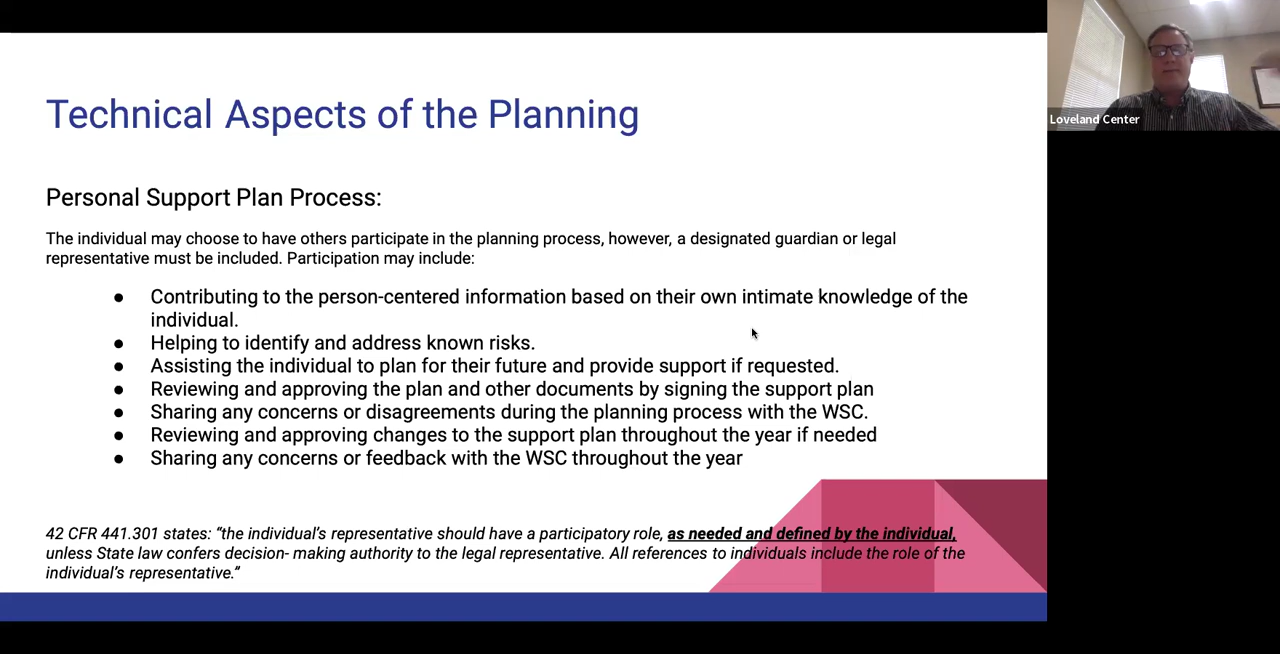 Technical Aspects of the Planning
Loveland Center
Personal Support Plan Process:
The individual may choose to have others participate in the planning process, however, a designated guardian or legal
representative must be included. Participation may include:
● Contributing to the person-centered information based on their own intimate knowledge of the
individual.
● Helping to identify and address known risks.
● Assisting the individual to plan for their future and provide support if requested.
● Reviewing and approving the plan and other documents by signing the support plan
● Sharing any concerns or disagreements during the planning process with the WSC.
● Reviewing and approving changes to the support plan throughout the year if needed
● Sharing any concerns or feedback with the WSC throughout the year
42 CFR 441.301 states: “the individual’s representative should have a participatory role, as needed and defined by the individual,
unless State law confers decision- making authority to the legal representative. All references to individuals include the role of the
individual’s representative.”